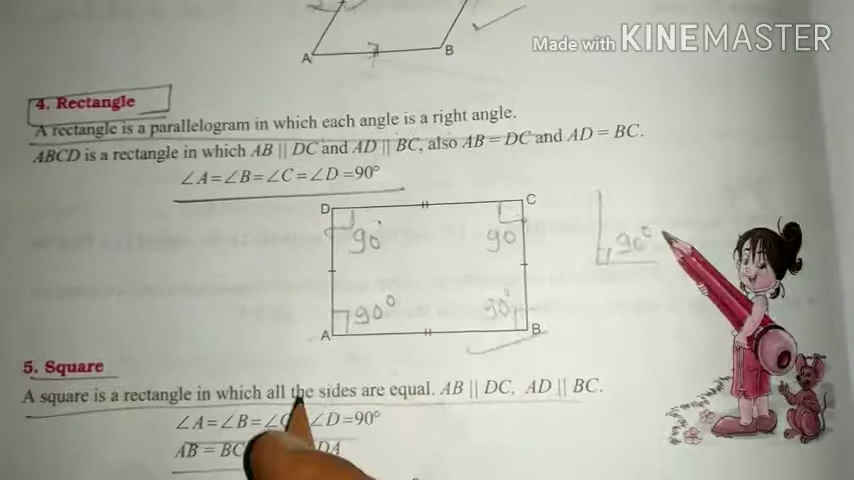 Made with KINEMASTER
A B
4. Rectangle
A rectangle is a parallelogram in which each angle is a right angle.
ABCD is a rectangle in which AB || DC and AD || BC, also AB = DC and AD = BC.
∠A=∠B=∠C=∠D =90°
D C
90° 90 90°
90° 90°
A B
5. Square
A square is a rectangle in which all the sides are equal. AB || DC, AD || BC.
∠A=∠B=∠C ∠D=90°
AB = BC DA